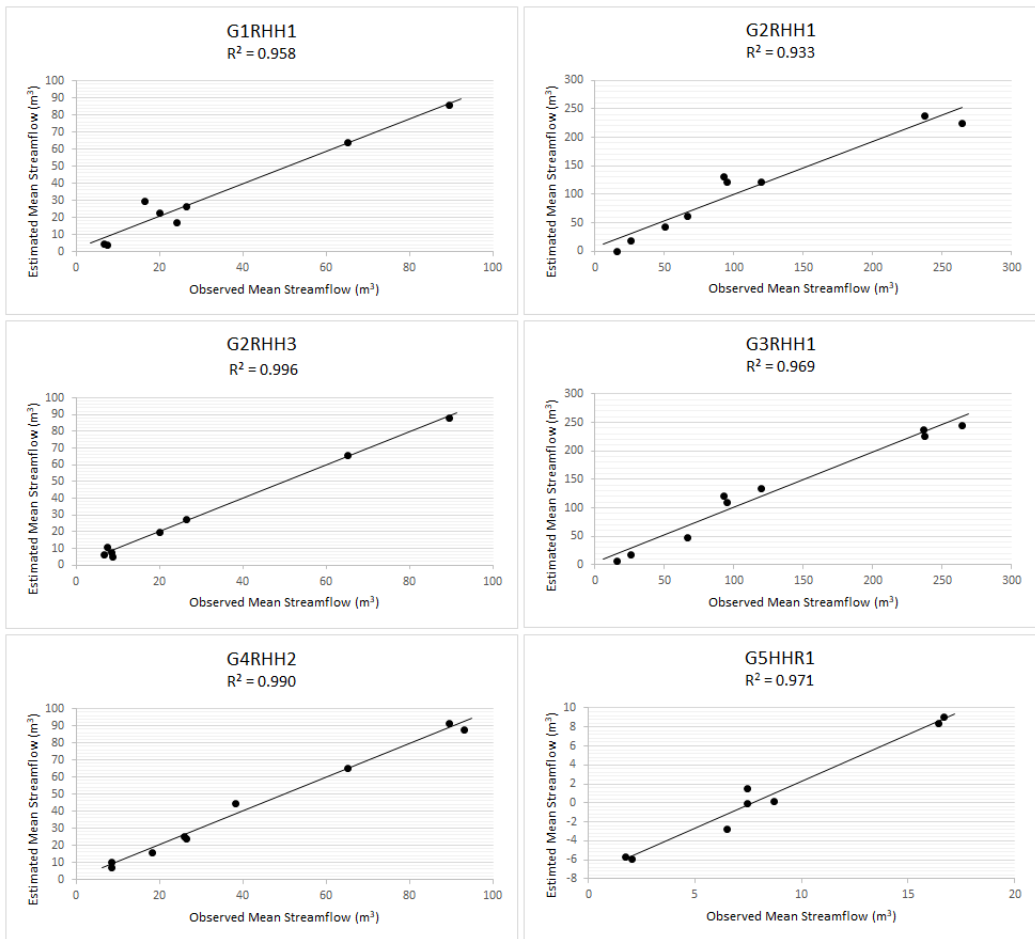 G1RHH1
R² = 0.958
Estimated Mean Streamflow (m³)
100
90
80
70
60
50
40
30
20
10
0
0 20 40 60 80 100
Observed Mean Streamflow (m³)
G2RHH1
R² = 0.933
Estimated Mean Streamflow (m³)
300
250
200
150
100
50
0
0 50 100 150 200 250 300
Observed Mean Streamflow (m³)
G2RHH3
R² = 0.996
Estimated Mean Streamflow (m³)
100
90
80
70
60
50
40
30
20
10
0
0 20 40 60 80 100
Observed Mean Streamflow (m³)
G3RHH1
R² = 0.969
Estimated Mean Streamflow (m³)
300
250
200
150
100
50
0
0 50 100 150 200 250 300
Observed Mean Streamflow (m³)
G4RHH2
R² = 0.990
Estimated Mean Streamflow (m³)
100
90
80
70
60
50
40
30
20
10
0
0 20 40 60 80 100
Observed Mean Streamflow (m³)
G5HHR1
R² = 0.971
Estimted Mean Streamflow (m³)
10
8
6
4
2
0
-2
-4
-6
-8
0 5 10 15 20
Observed Mean Streamflow (m³)